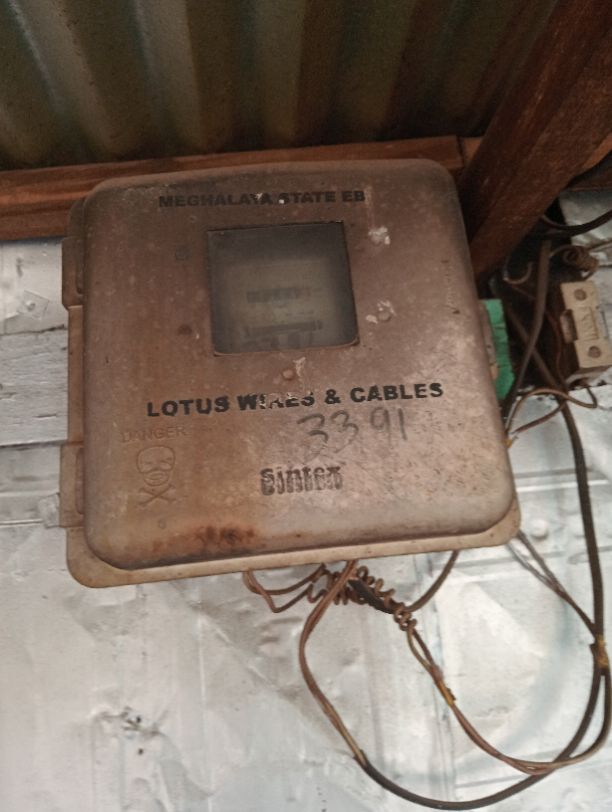 MEGHALAYA STATE EB
LOTUS WIRES & CABLES
3391
DANGER
Sintex